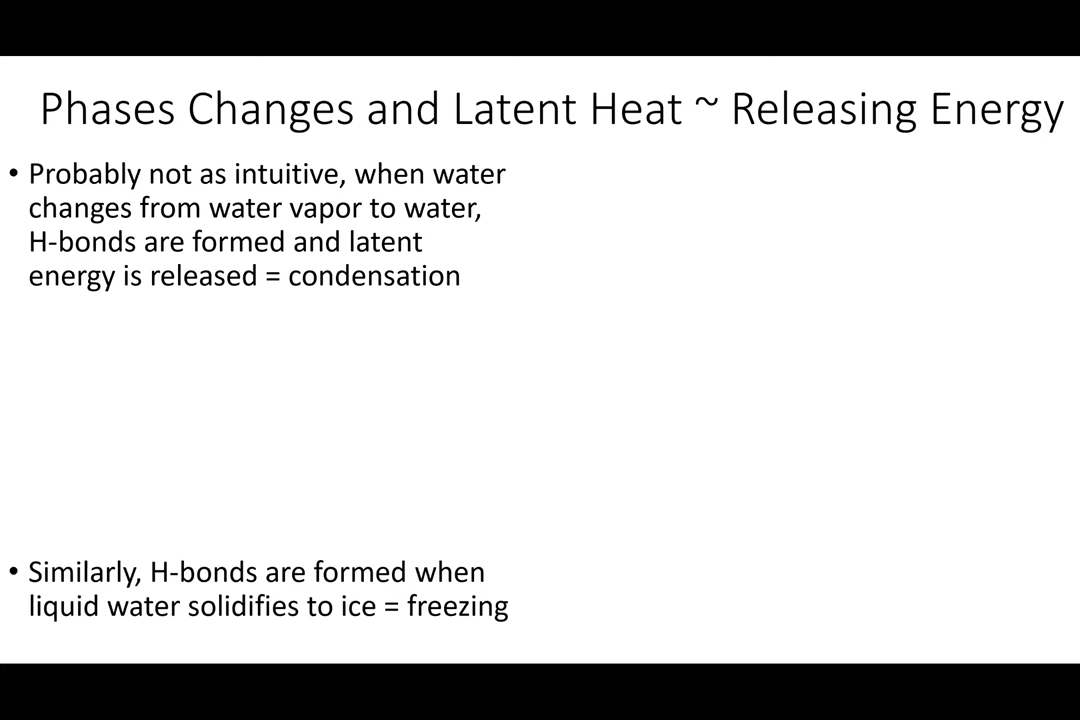 Phases Changes and Latent Heat ~ Releasing Energy
• Probably not as intuitive, when water
changes from water vapor to water,
H-bonds are formed and latent
energy is released = condensation
• Similarly, H-bonds are formed when
liquid water solidifies to ice = freezing